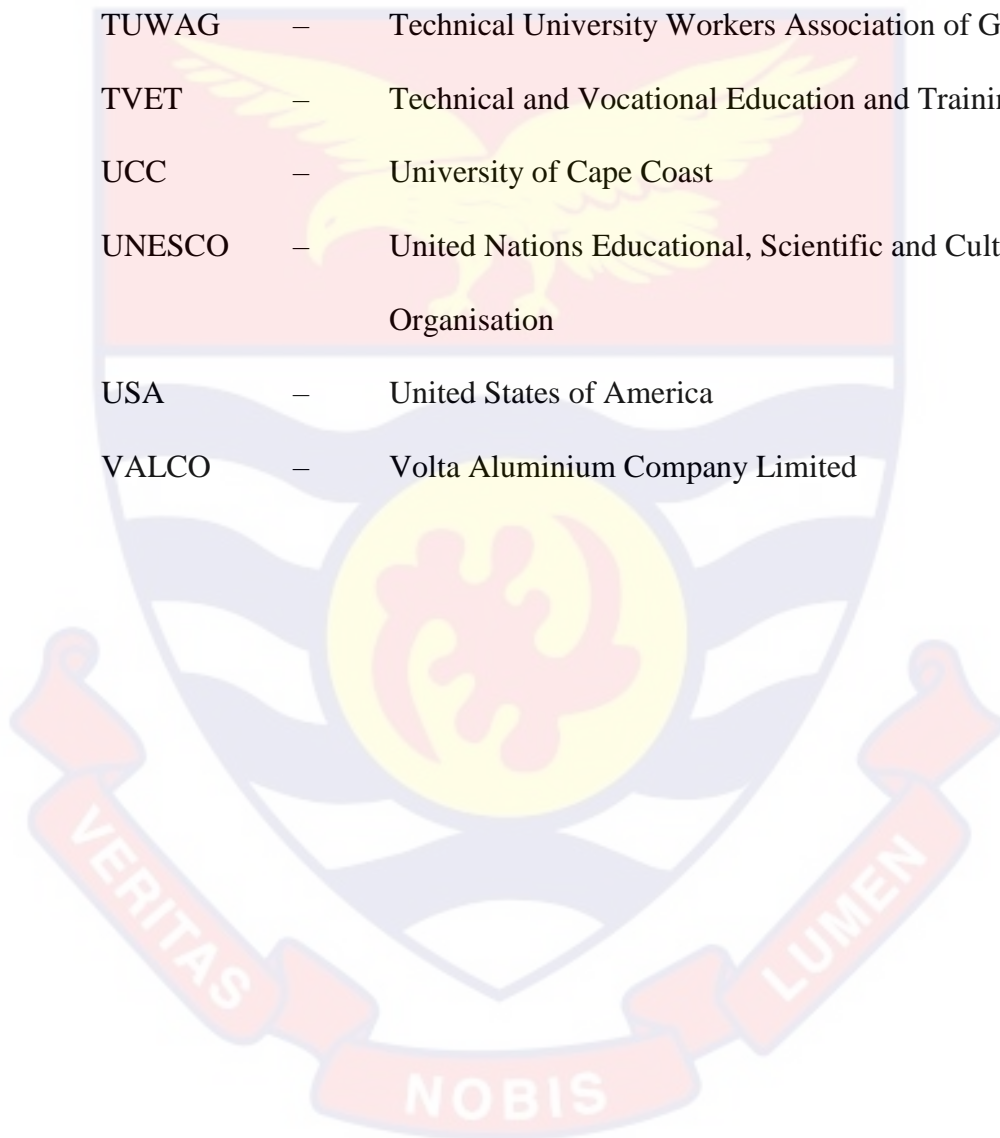 TUWAG – Technical University Workers Association of G
TVET – Technical and Vocational Education and Trainin
UCC – University of Cape Coast
UNESCO – United Nations Educational, Scientific and Cult
Organisation
USA – United States of America
VALCO – Volta Aluminium Company Limited
VERITAS
NOBIS
LUMEN